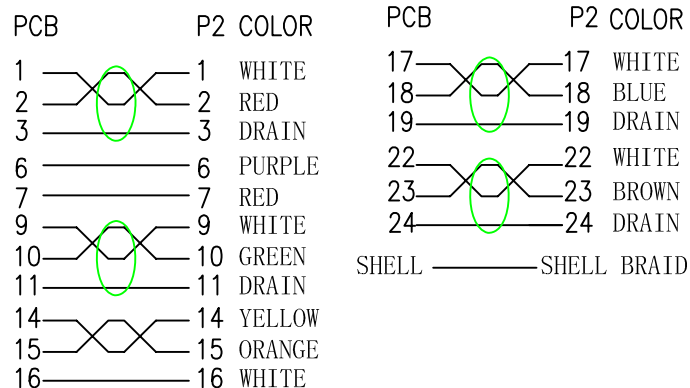 PCB P2 COLOR
1 1 WHITE
2 2 RED
3 3 DRAIN
6 6 PURPLE
7 7 RED
9 9 WHITE
10 10 GREEN
11 11 DRAIN
14 14 YELLOW
15 15 ORANGE
16 16 WHITE
PCB P2 COLOR
17 17 WHITE
18 18 BLUE
19 19 DRAIN
22 22 WHITE
23 23 BROWN
24 24 DRAIN
SHELL SHELL BRAID